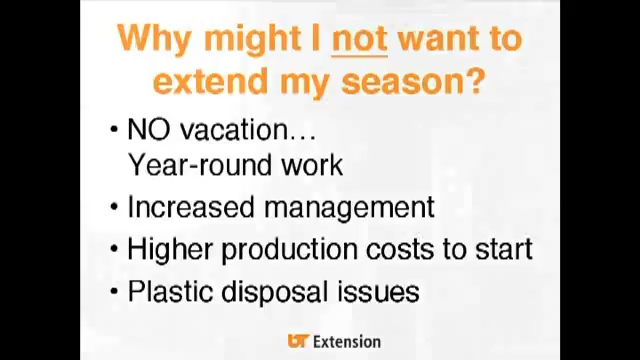 Why might I not want to
extend my season?
• NO vacation…
Year-round work
• Increased management
• Higher production costs to start
• Plastic disposal issues
UT Extension